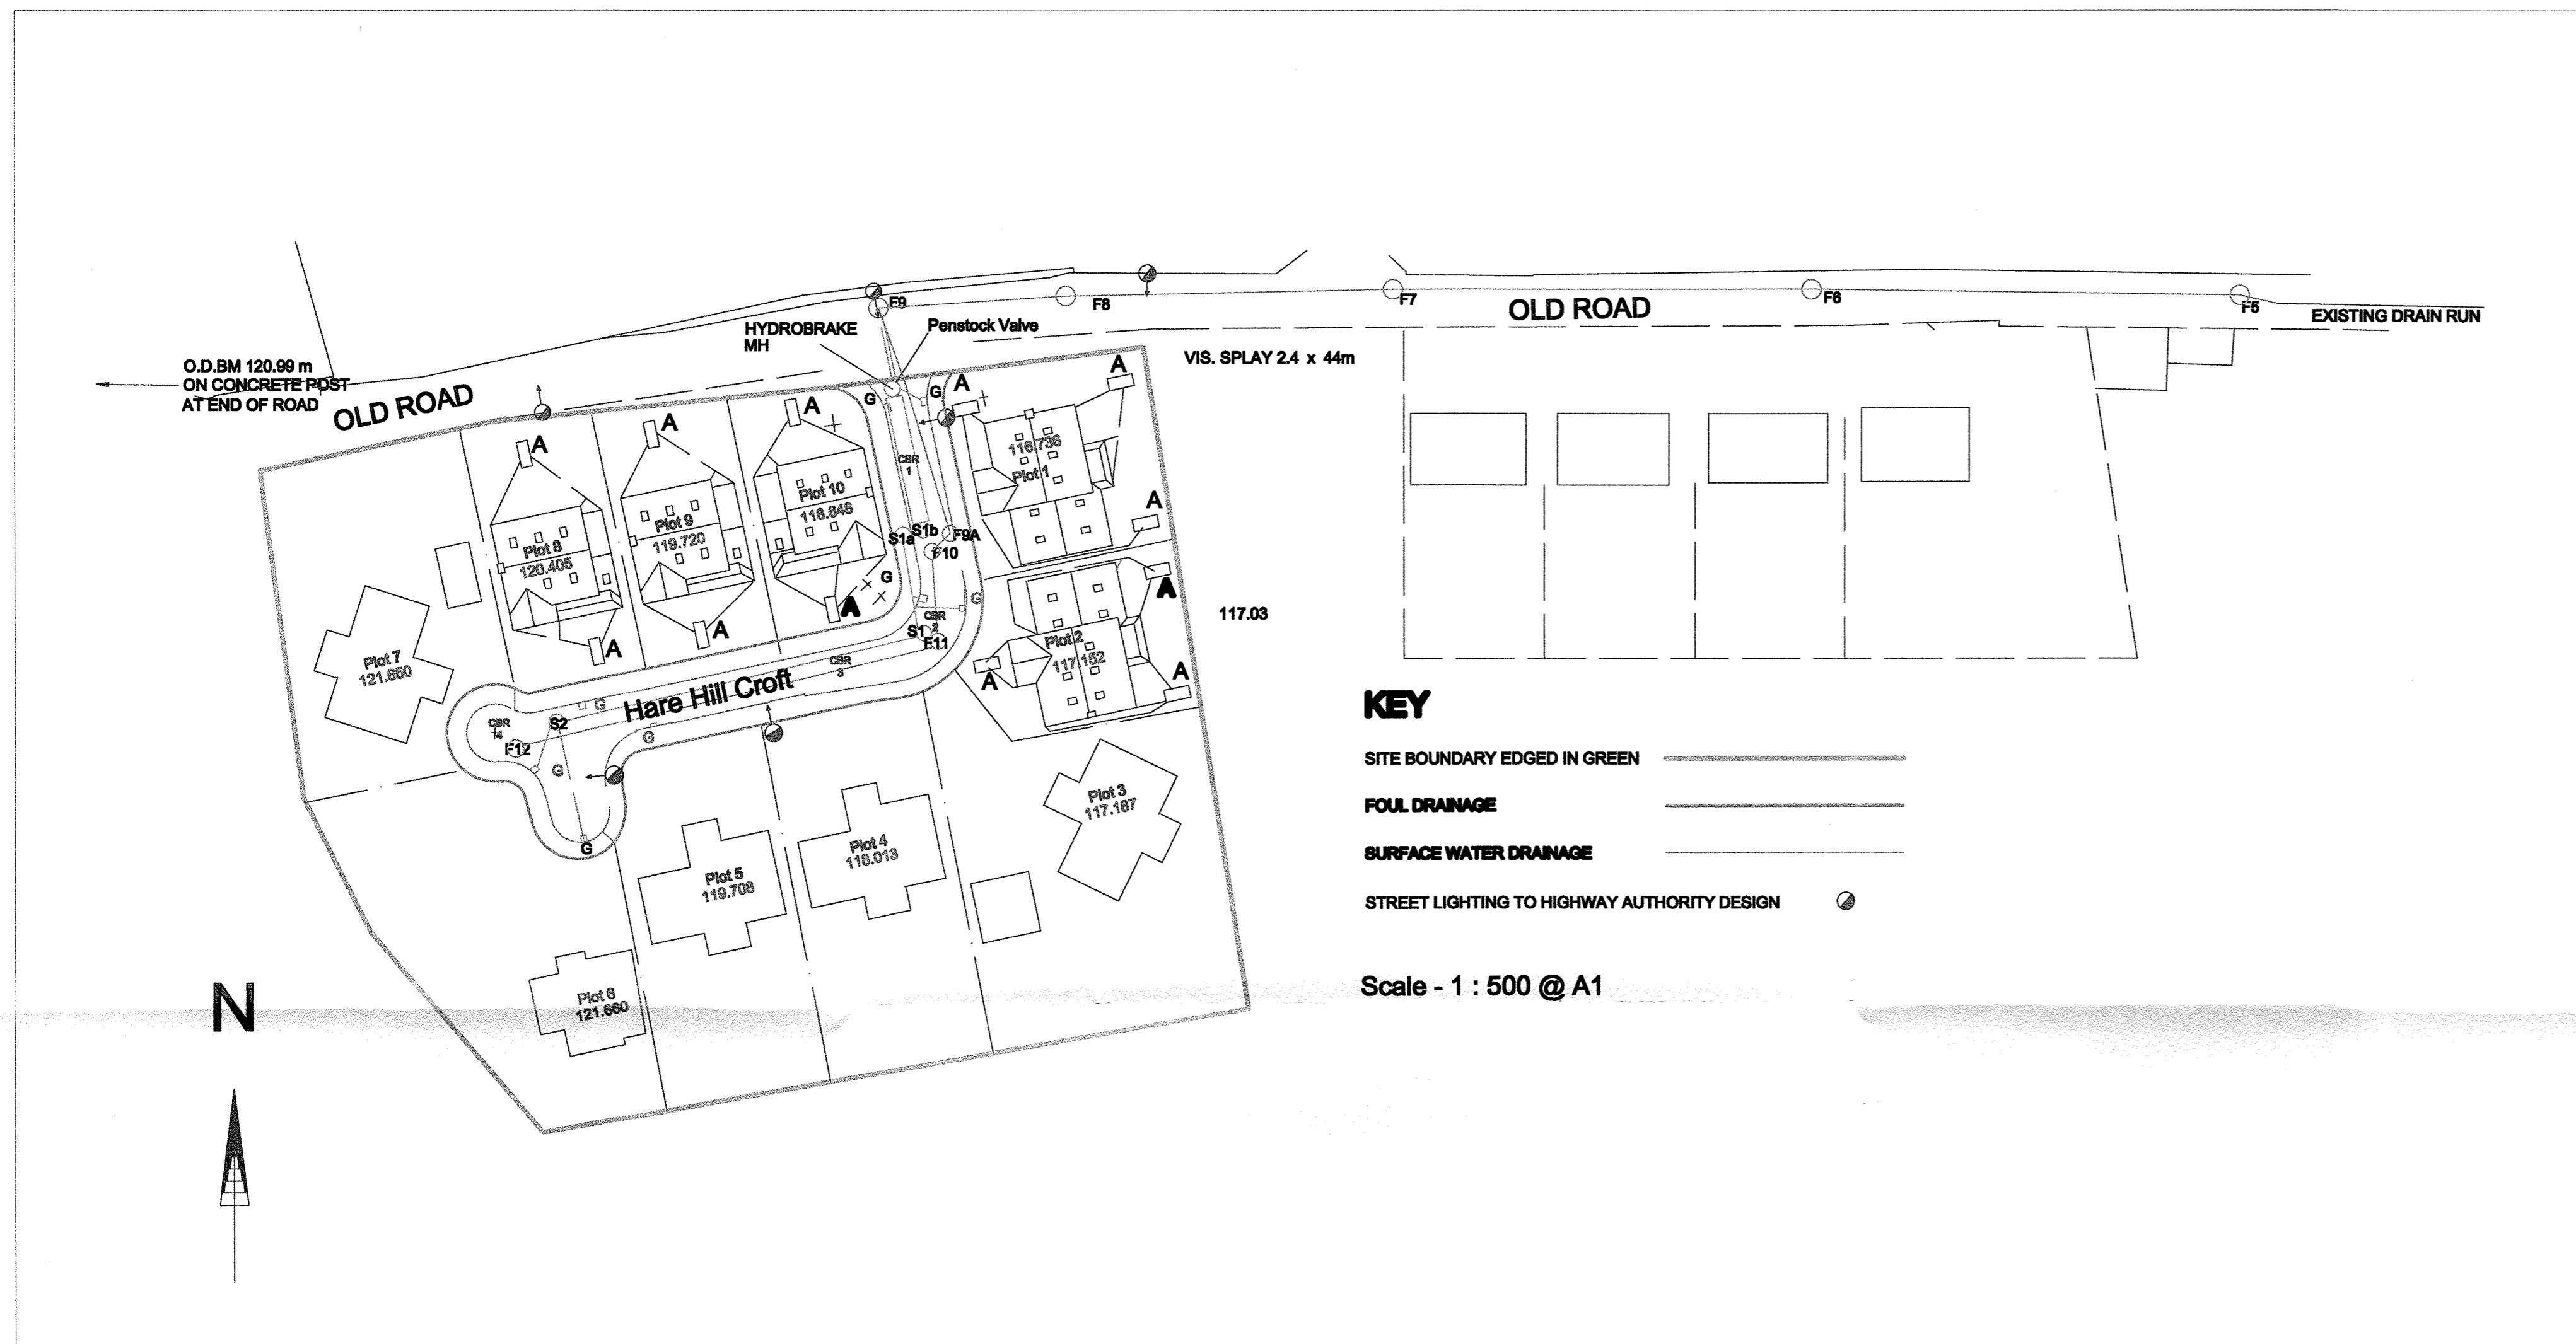 F9
F8
F7
F6
F5
OLD ROAD
EXISTING DRAIN RUN
HYDROBRAKE
MH
Penstock Valve
VIS. SPLAY 2.4 x 44m
O.D.BM 120.99 m
ON CONCRETE POST
AT END OF ROAD
OLD ROAD
A
A
A
A
A
G
G
CBR
1
116.736
Plot 1
A
Plot 10
118.648
Plot 9
119.720
Plot 8
120.405
S1a
S1b
F9A
F10
G
G
A
A
A
A
A
CBR
2
S1
F11
117.03
Plot 2
117.152
A
A
Plot 7
121.650
CBR
3
Hare Hill Croft
CBR
4
S2
F12
G
G
G
G
Plot 3
117.187
Plot 4
118.013
Plot 5
119.708
Plot 6
121.660
KEY
SITE BOUNDARY EDGED IN GREEN
FOUL DRAINAGE
SURFACE WATER DRAINAGE
STREET LIGHTING TO HIGHWAY AUTHORITY DESIGN
Scale - 1 : 500 @ A1
N